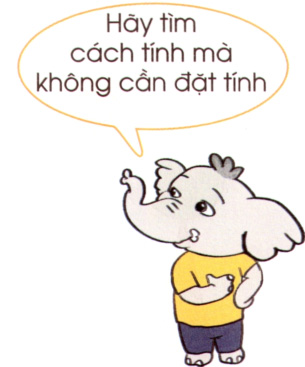 Hãy tìm
cách tính mà
không cần đặt tính